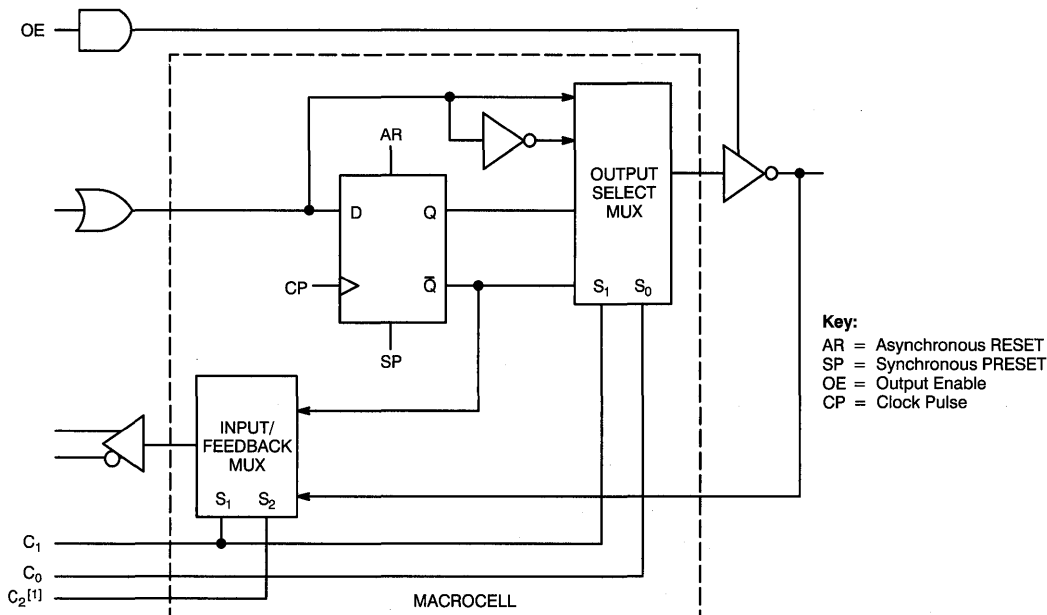 OE
AR
OUTPUT
SELECT
MUX
D
Q
CP
Q̅
S₁ S₀
SP
Key:
AR = Asynchronous RESET
SP = Synchronous PRESET
OE = Output Enable
CP = Clock Pulse
INPUT/
FEEDBACK
MUX
S₁ S₂
C₁
C₀
C₂[1]
MACROCELL